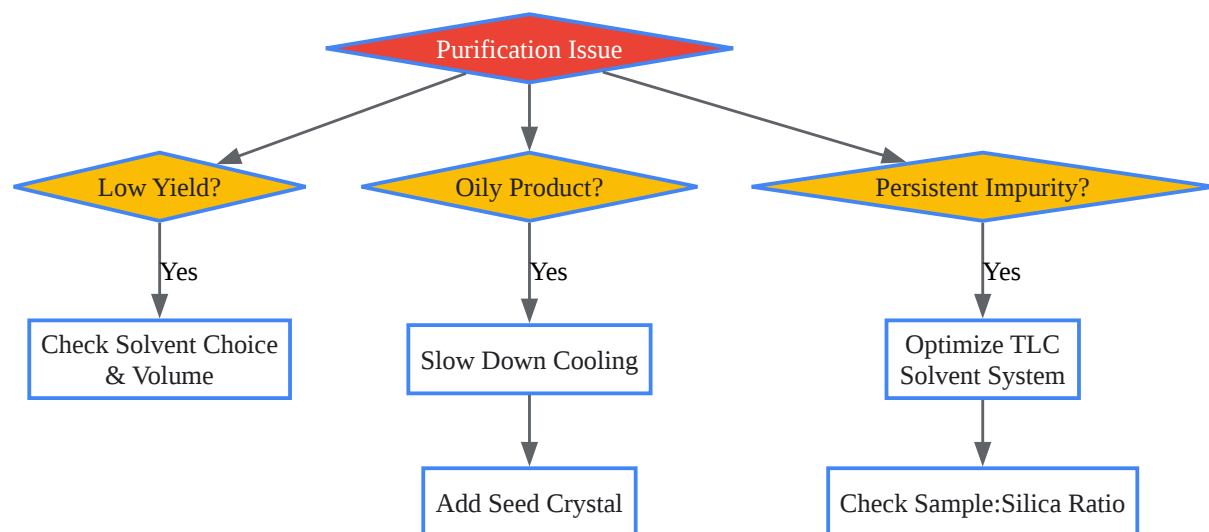 Purification Issue
Low Yield?
Oily Product?
Persistent Impurity?
Yes
Yes
Yes
Check Solvent Choice
& Volume
Slow Down Cooling
Optimize TLC
Solvent System
Add Seed Crystal
Check Sample:Silica Ratio